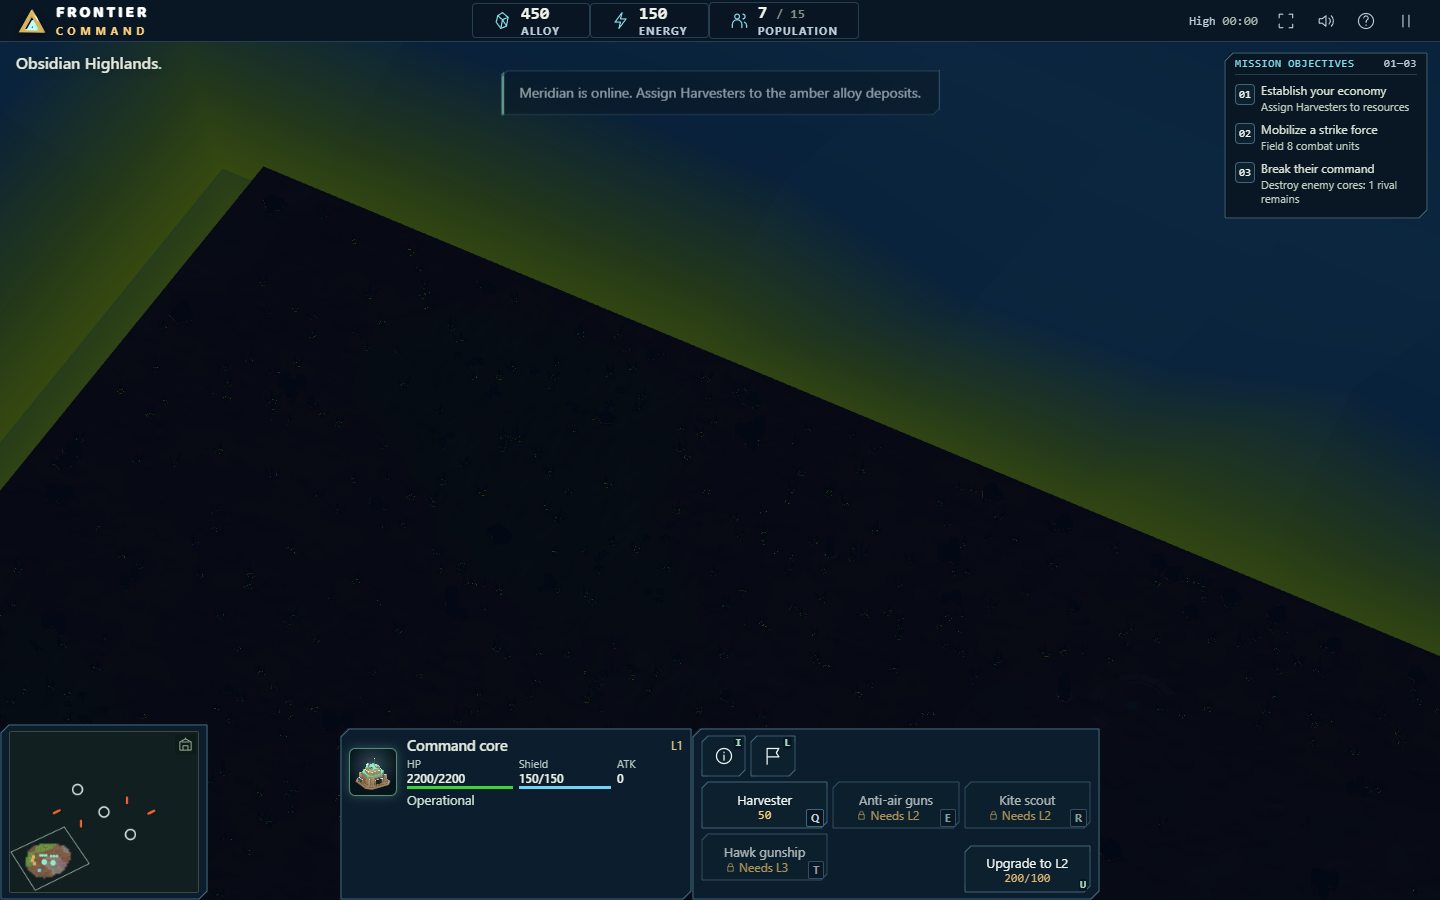 FRONTIER
COMMAND
450
ALLOY
150
ENERGY
7 / 15
POPULATION
High 00:00
Obsidian Highlands.
Meridian is online. Assign Harvesters to the amber alloy deposits.
MISSION OBJECTIVES 01—03
01 Establish your economy
Assign Harvesters to resources
02 Mobilize a strike force
Field 8 combat units
03 Break their command
Destroy enemy cores: 1 rival
remains
Command core L1
HP Shield ATK
2200/2200 150/150 0
Operational
I L
Harvester
50 Q
Anti-air guns
Needs L2 E
Kite scout
Needs L2 R
Hawk gunship
Needs L3 T
Upgrade to L2
200/100 U